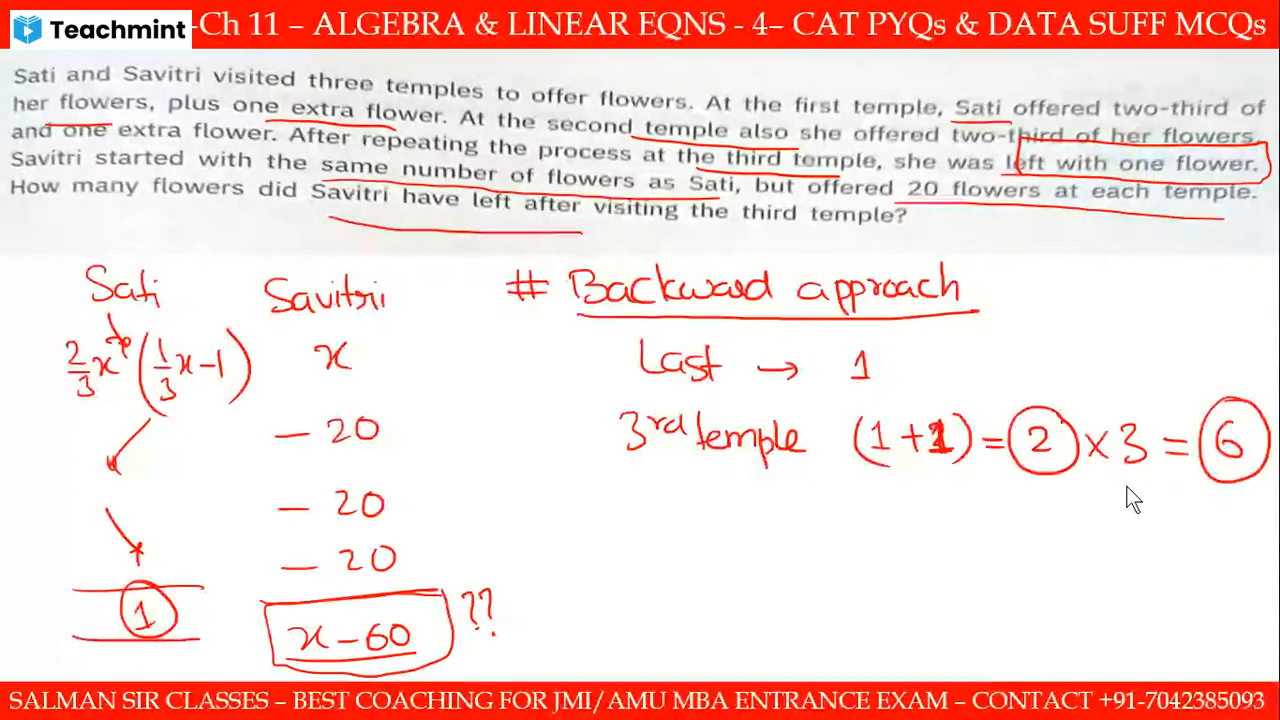 Teachmint -Ch 11 – ALGEBRA & LINEAR EQNS - 4– CAT PYQs & DATA SUFF MCQs
Sati and Savitri visited three temples to offer flowers. At the first temple, Sati offered two-third of
her flowers, plus one extra flower. At the second temple also she offered two-third of her flowers
and one extra flower. After repeating the process at the third temple, she was left with one flower.
Savitri started with the same number of flowers as Sati, but offered 20 flowers at each temple.
How many flowers did Savitri have left after visiting the third temple?
Sati Savitri # Backward approach
2/3 x (1/3 x - 1) x Last → 1
- 20 3rd temple (1+1) = 2 × 3 = 6
- 20
- 20
1 x - 60 ??
SALMAN SIR CLASSES – BEST COACHING FOR JMI/AMU MBA ENTRANCE EXAM – CONTACT +91-7042385093